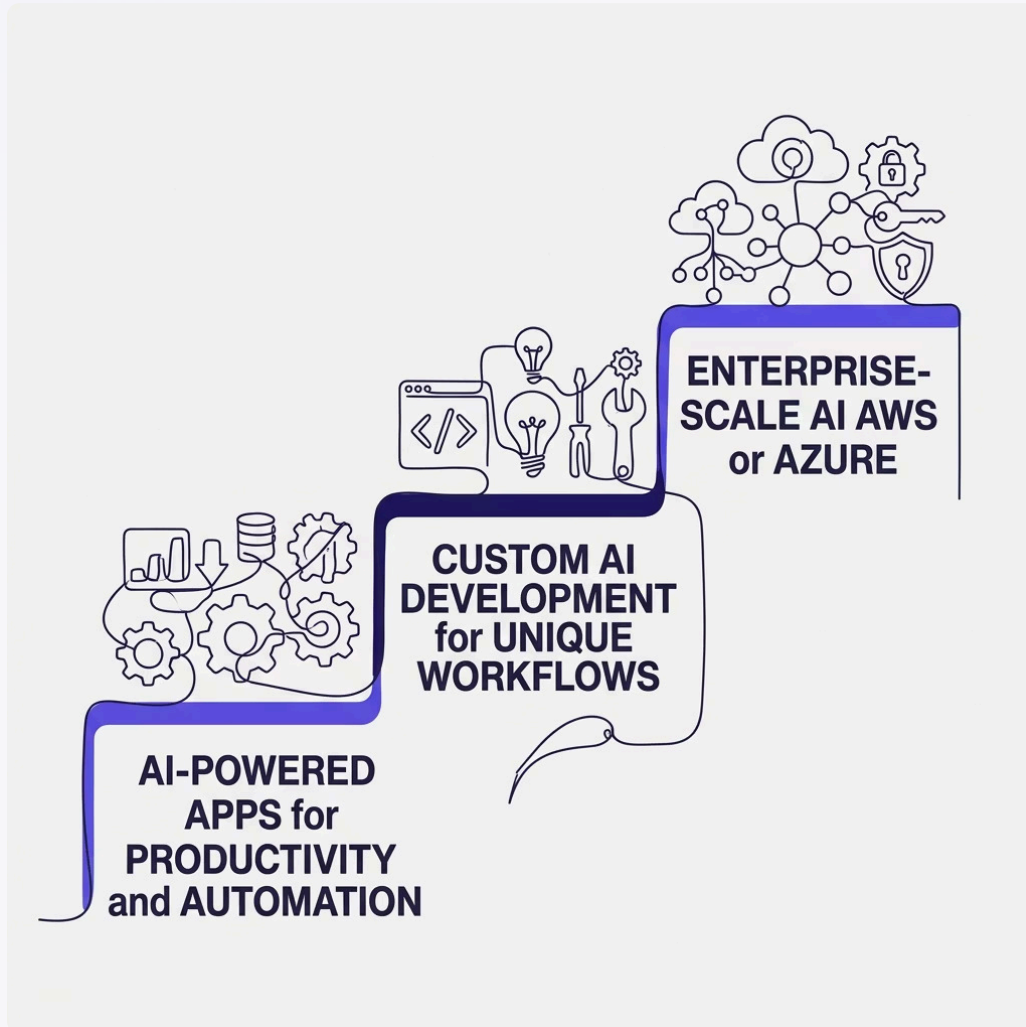 ENTERPRISE-
SCALE AI AWS
or AZURE
</>
CUSTOM AI
DEVELOPMENT
for UNIQUE
WORKFLOWS
AI-POWERED
APPS for
PRODUCTIVITY
and AUTOMATION